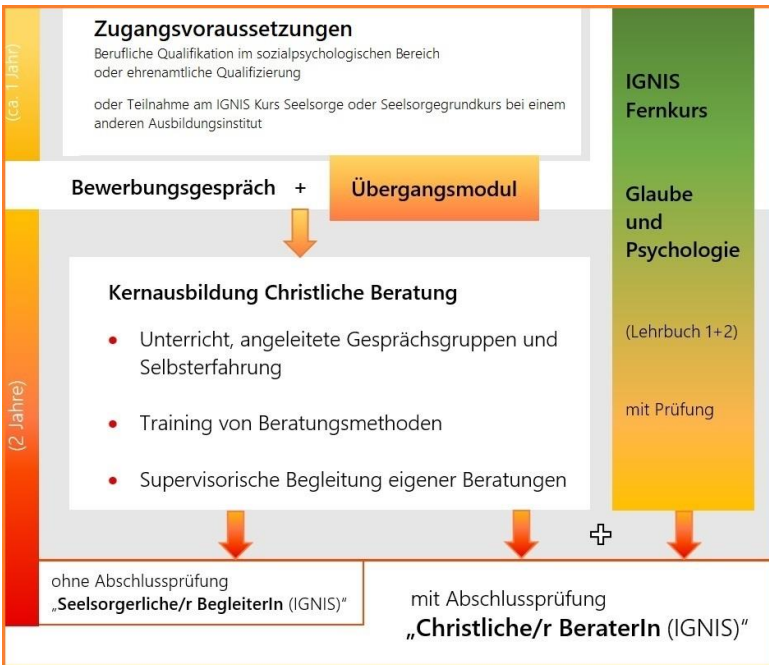 (ca. 1 Jahr)
Zugangsvoraussetzungen
Berufliche Qualifikation im sozialpsychologischen Bereich
oder ehrenamtliche Qualifizierung
oder Teilnahme am IGNIS Kurs Seelsorge oder Seelsorgegrundkurs bei einem
anderen Ausbildungsinstitut
Bewerbungsgespräch + Übergangsmodul
(2 Jahre)
Kernausbildung Christliche Beratung
• Unterricht, angeleitete Gesprächsgruppen und
Selbsterfahrung
• Training von Beratungsmethoden
• Supervisorische Begleitung eigener Beratungen
IGNIS
Fernkurs
Glaube
und
Psychologie
(Lehrbuch 1+2)
mit Prüfung
ohne Abschlussprüfung
„Seelsorgerliche/r BegleiterIn (IGNIS)“
mit Abschlussprüfung
„Christliche/r BeraterIn (IGNIS)“